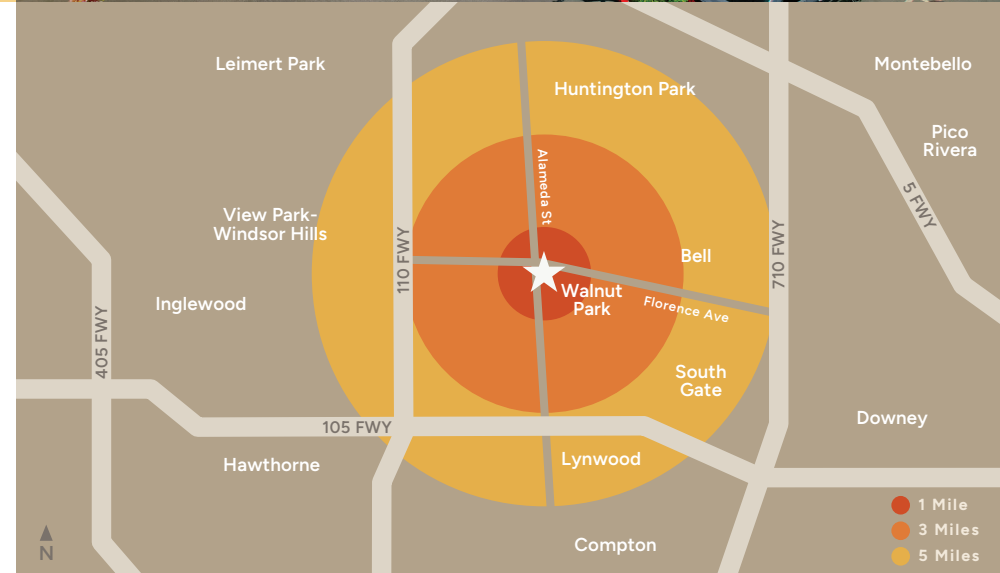 Leimert Park
Huntington Park
Montebello
Pico
Rivera
Alameda St
5 FWY
View Park-
Windsor Hills
110 FWY
710 FWY
Bell
Walnut
Park
Florence Ave
Inglewood
405 FWY
South
Gate
Downey
105 FWY
Hawthorne
Lynwood
Compton
N
1 Mile
3 Miles
5 Miles